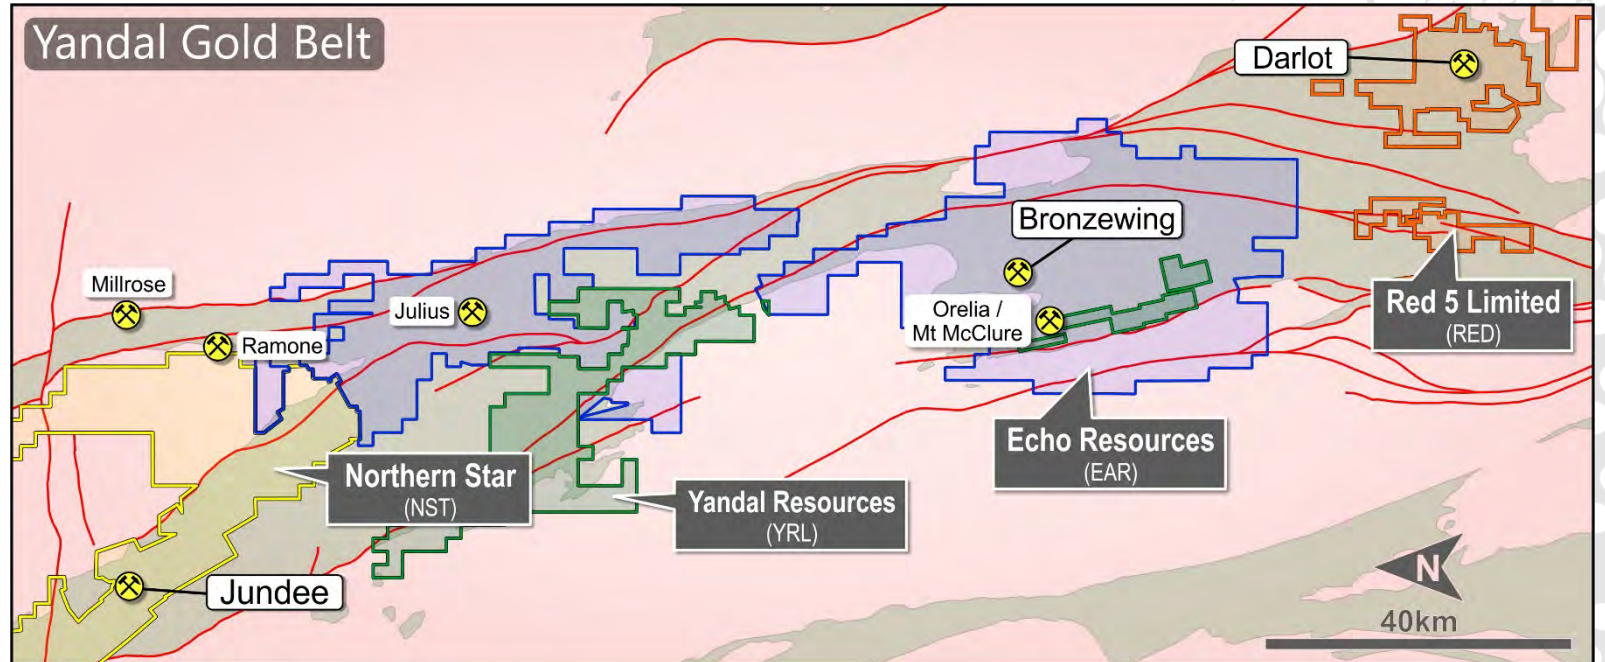 Yandal Gold Belt
Darlot
Millrose
Ramone
Julius
Bronzewing
Orelia /
Mt McClure
Red 5 Limited
(RED)
Echo Resources
(EAR)
Northern Star
(NST)
Yandal Resources
(YRL)
Jundee
N
40km